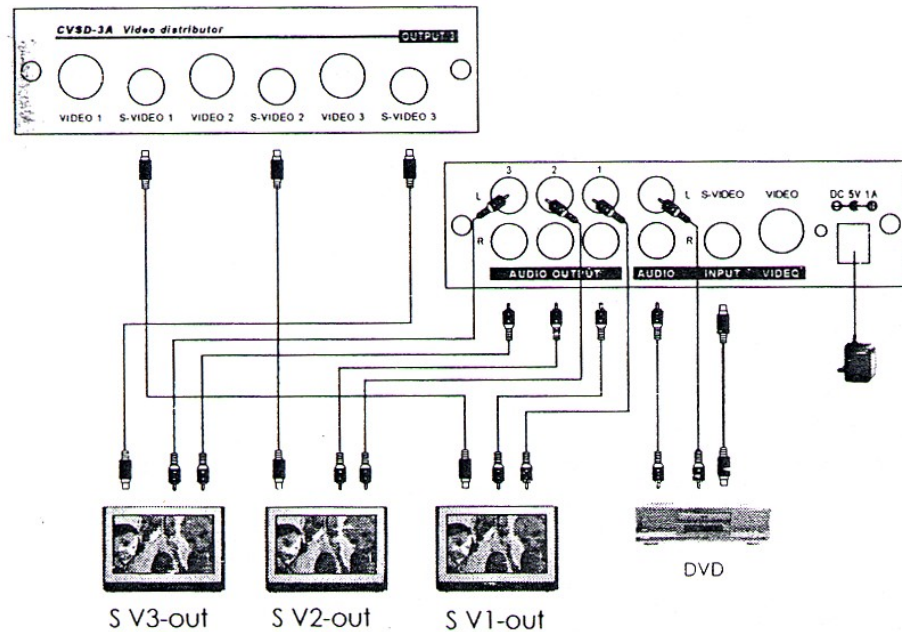 CVSD-3A Video distributor
OUTPUT 3
VIDEO 1 S-VIDEO 1 VIDEO 2 S-VIDEO 2 VIDEO 3 S-VIDEO 3
3 2 1
L L S-VIDEO VIDEO DC 5V 1A
R R
AUDIO OUTPUT AUDIO INPUT VIDEO
DVD
S V3-out S V2-out S V1-out